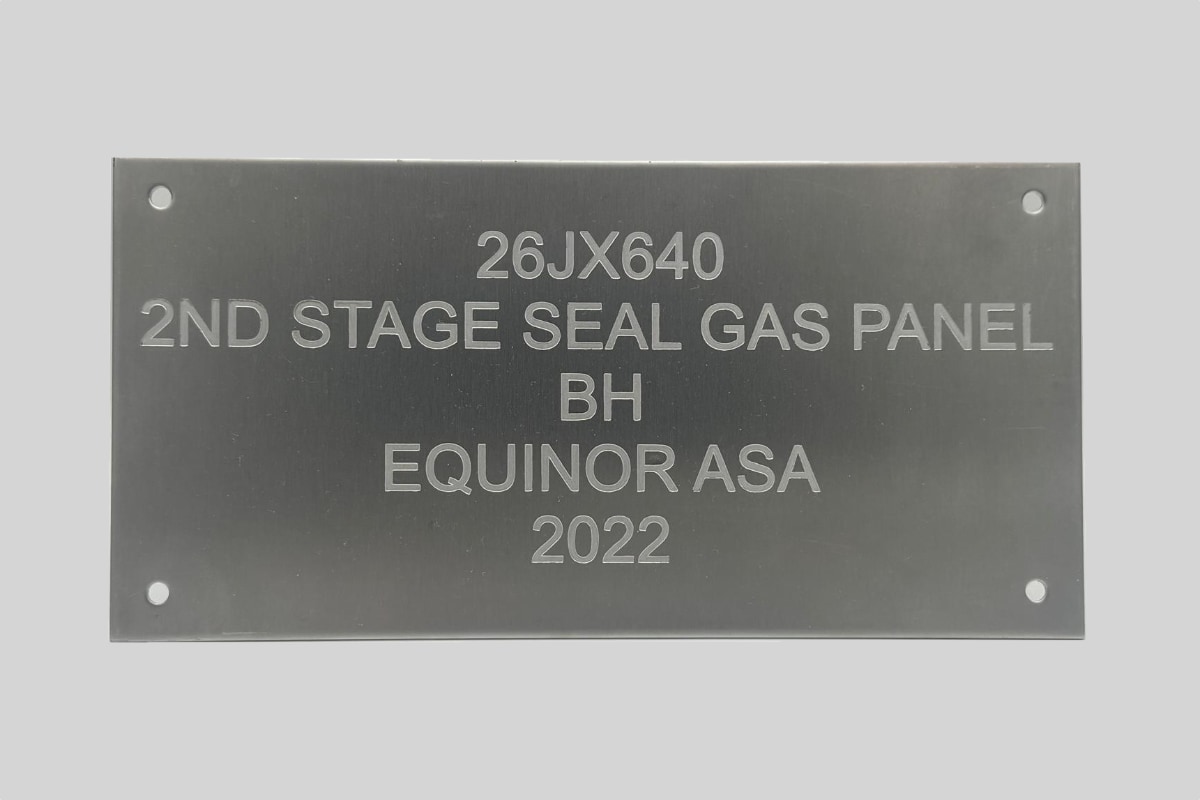 26JX640
2ND STAGE SEAL GAS PANEL
BH
EQUINOR ASA
2022